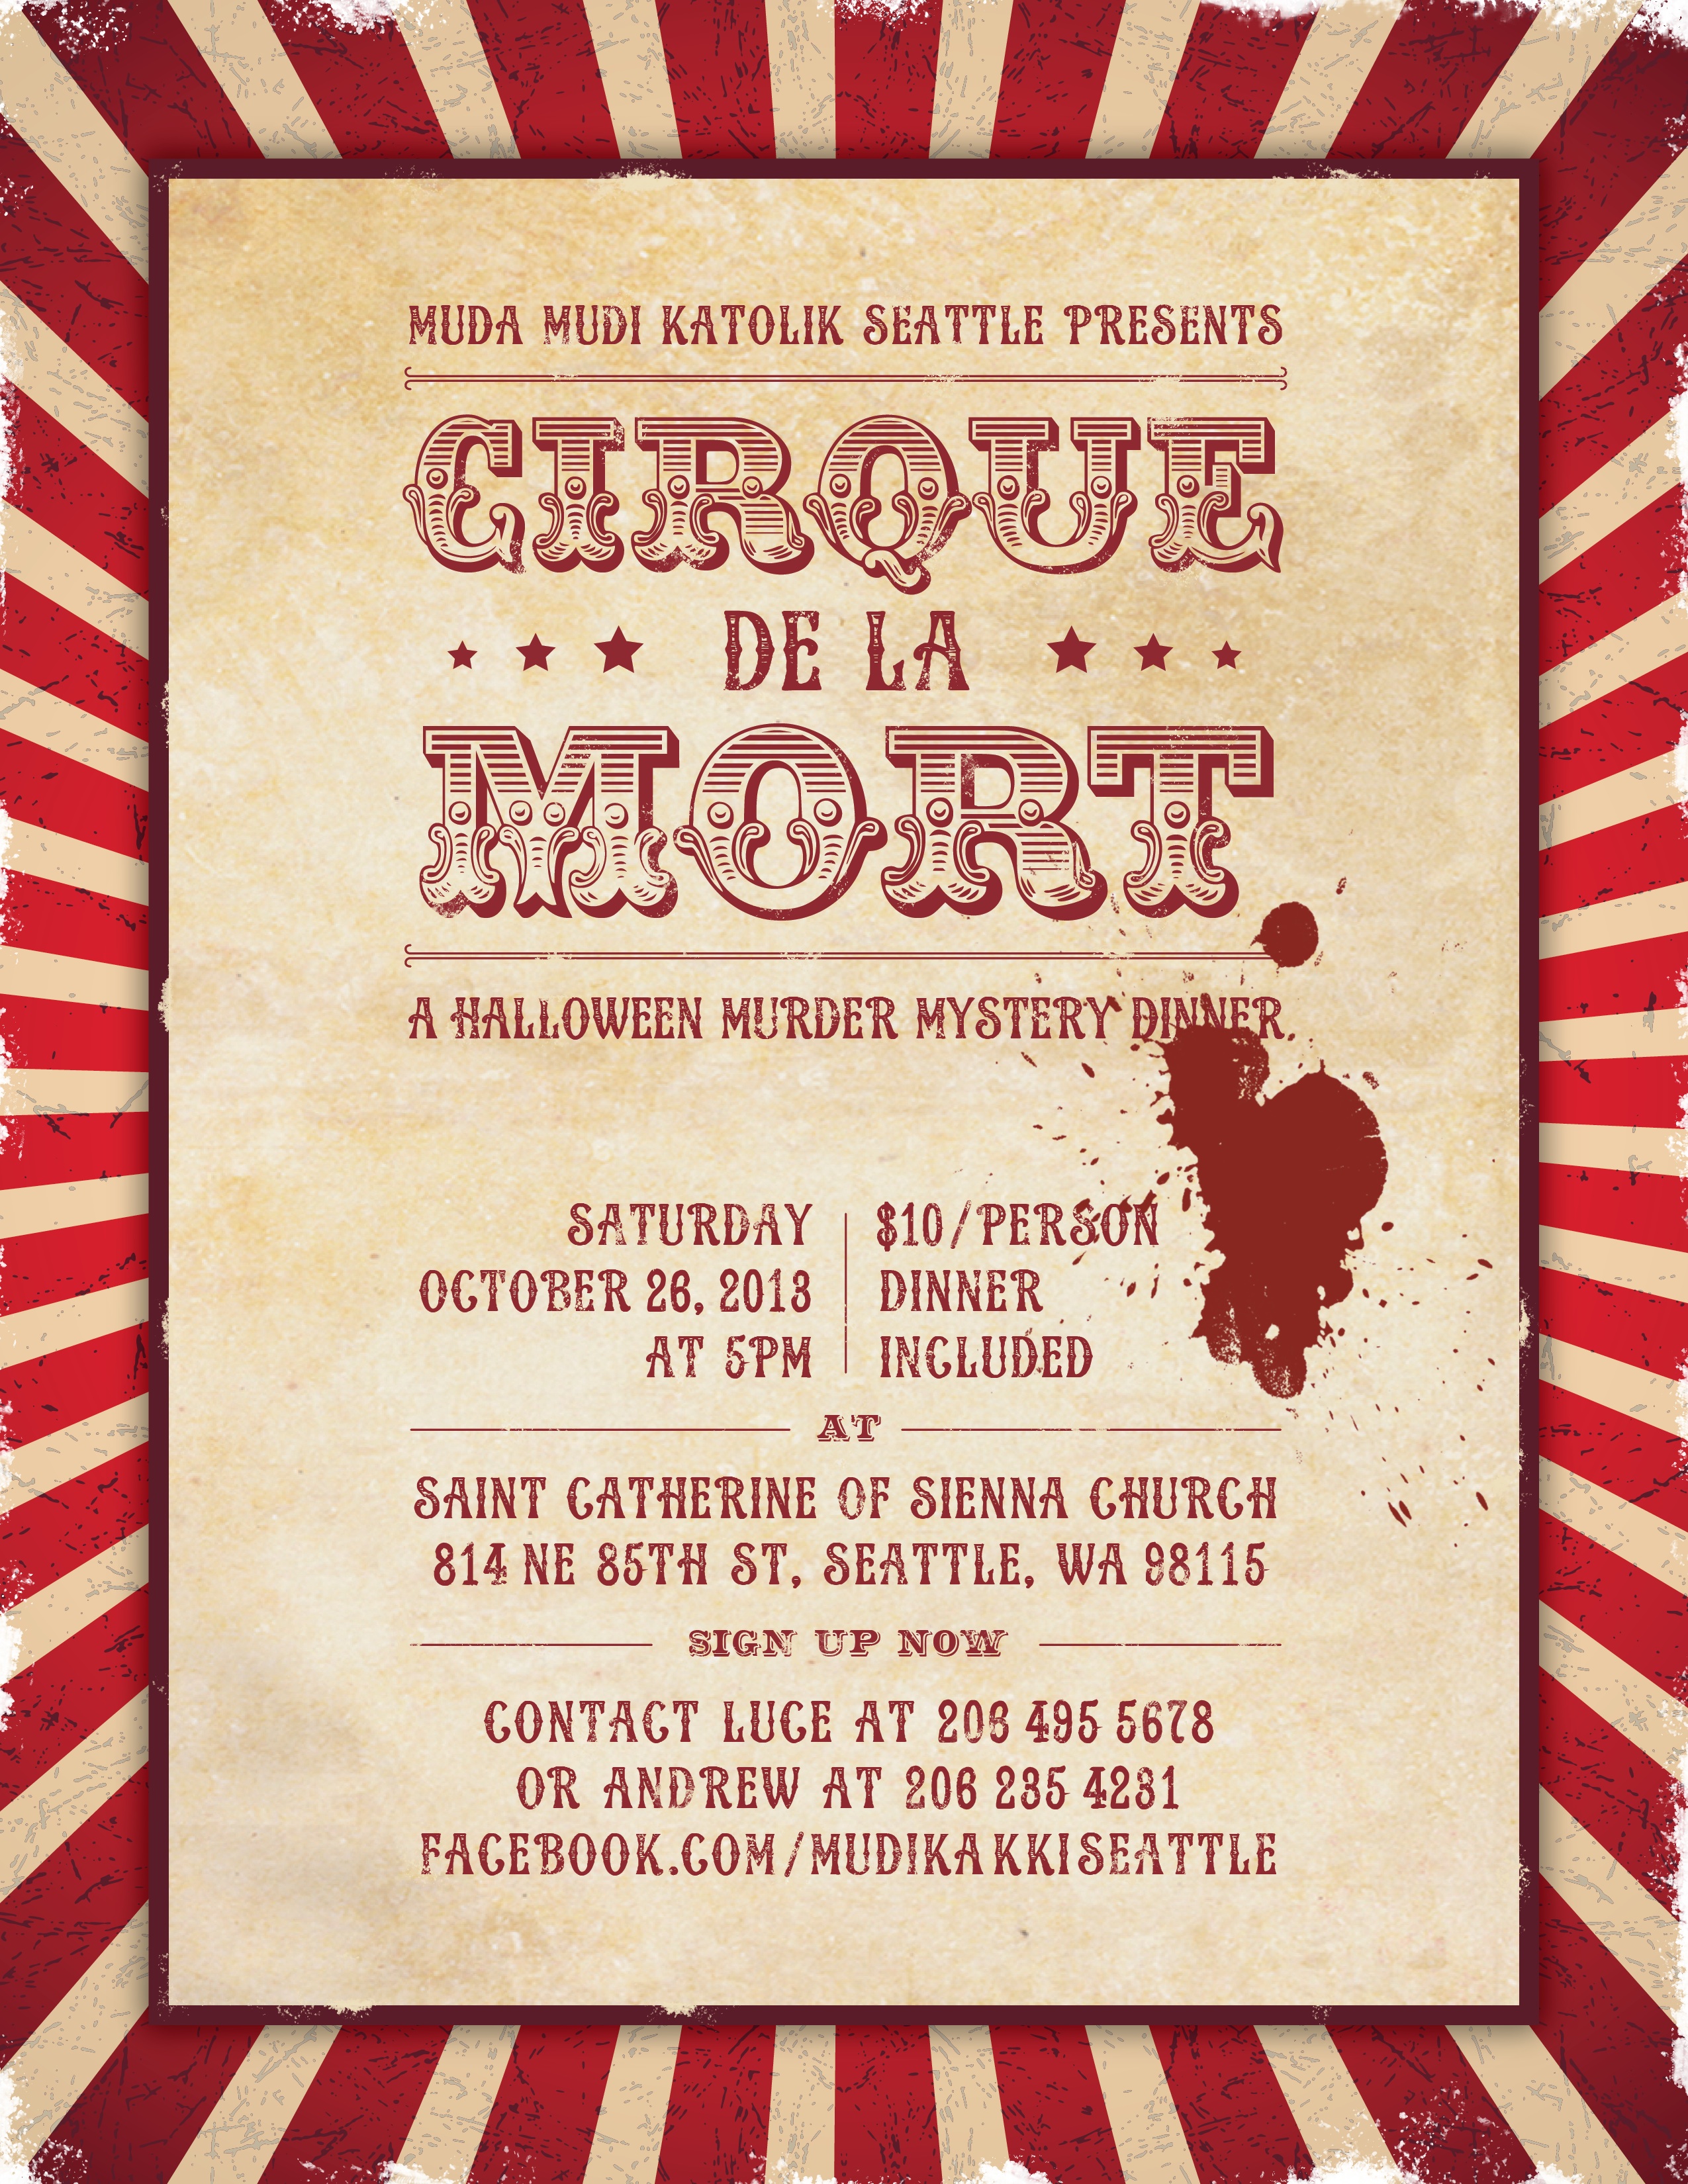 MUDA MUDI KATOLIK SEATTLE PRESENTS
CIRQUE
DE LA
MORT
A HALLOWEEN MURDER MYSTERY DINNER.
SATURDAY
OCTOBER 26, 2013
AT 5PM
$10/PERSON
DINNER
INCLUDED
AT
SAINT CATHERINE OF SIENNA CHURCH
814 NE 85TH ST, SEATTLE, WA 98115
SIGN UP NOW
CONTACT LUCE AT 206 495 5678
OR ANDREW AT 206 235 4231
FACEBOOK.COM/MUDIKAKKISEATTLE